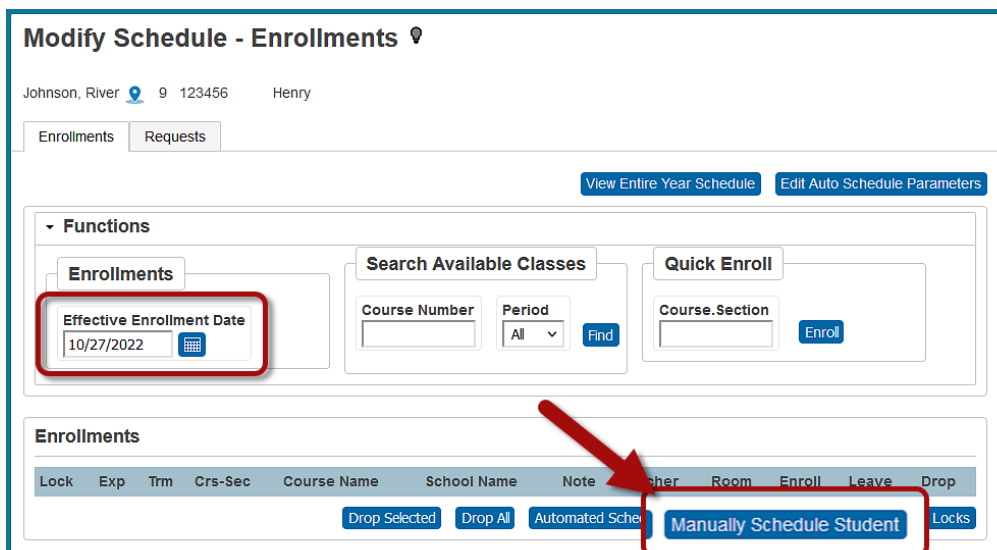 Modify Schedule - Enrollments
Johnson, River 9 123456 Henry
Enrollments Requests
View Entire Year Schedule Edit Auto Schedule Parameters
Functions
Enrollments Search Available Classes Quick Enroll
Effective Enrollment Date Course Number Period Course.Section
10/27/2022 All Find Enroll
Enrollments
Lock Exp Trm Crs-Sec Course Name School Name Note Room Enroll Leave Drop
Drop Selected Drop All Automated Manually Schedule Student Locks